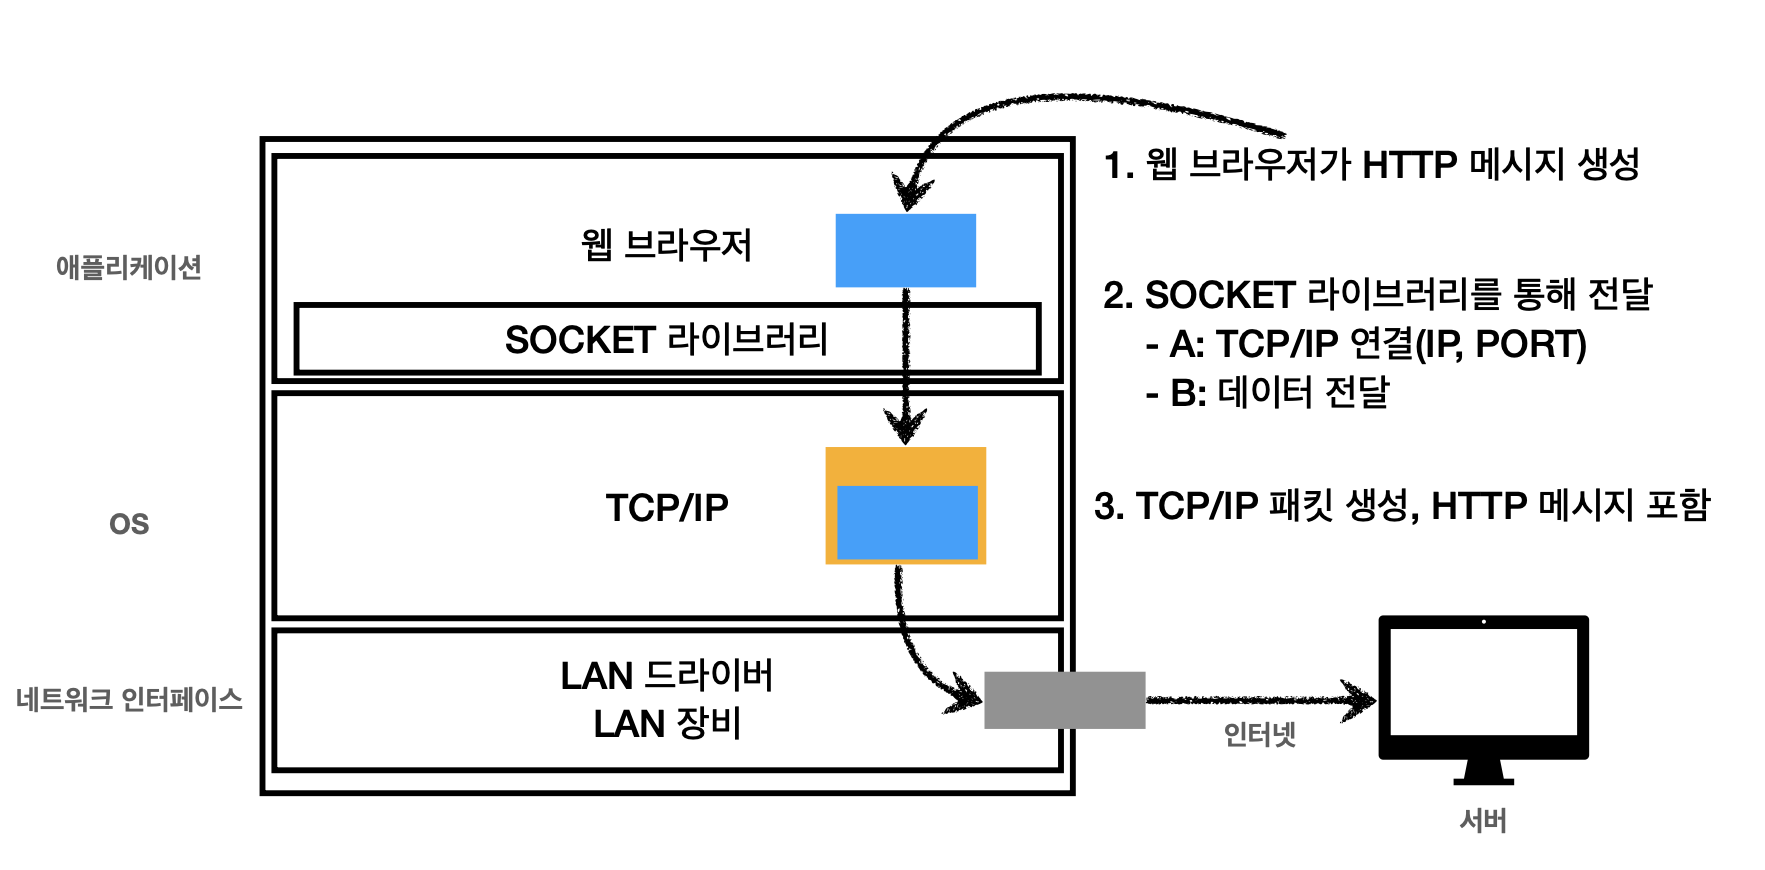 1. 웹 브라우저가 HTTP 메시지 생성
웹 브라우저
애플리케이션
2. SOCKET 라이브러리를 통해 전달
SOCKET 라이브러리
- A: TCP/IP 연결(IP, PORT)
- B: 데이터 전달
TCP/IP
3. TCP/IP 패킷 생성, HTTP 메시지 포함
OS
LAN 드라이버
네트워크 인터페이스
LAN 장비
인터넷
서버